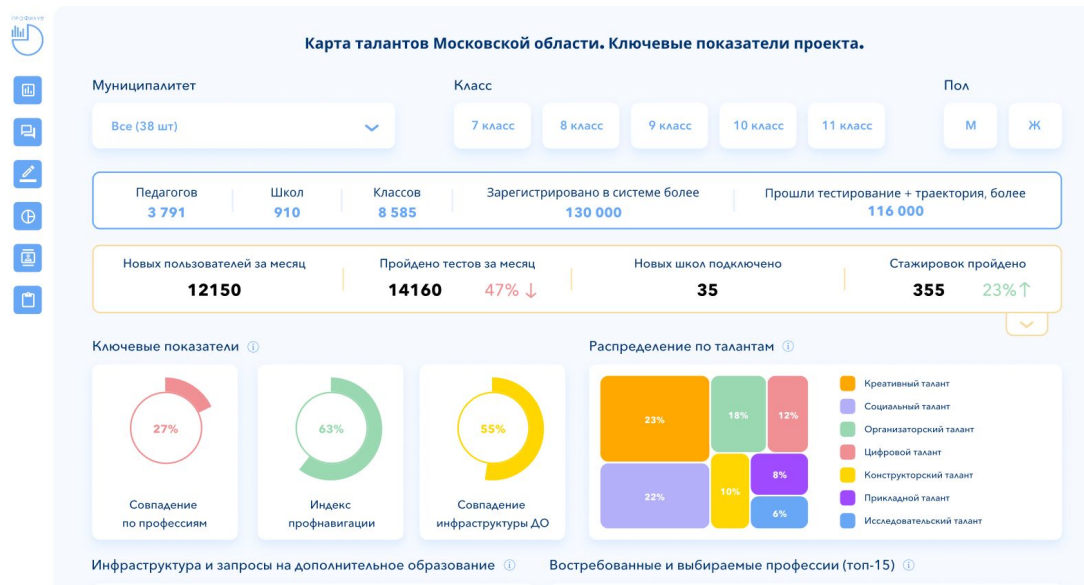 профилум
Карта талантов Московской области. Ключевые показатели проекта.
Муниципалитет
Класс
Пол
Все (38 шт)
7 класс
8 класс
9 класс
10 класс
11 класс
М
Ж
Педагогов
3 791
Школ
910
Классов
8 585
Зарегистрировано в системе более
130 000
Прошли тестирование + траектория, более
116 000
Новых пользователей за месяц
12150
Пройдено тестов за месяц
14160 47% ↓
Новых школ подключено
35
Стажировок пройдено
355 23% ↑
Ключевые показатели
27%
Совпадение
по профессиям
63%
Индекс
профнавигации
55%
Совпадение
инфраструктуры ДО
Распределение по талантам
23%
18%
12%
22%
10%
8%
6%
Креативный талант
Социальный талант
Организаторский талант
Цифровой талант
Конструкторский талант
Прикладной талант
Исследовательский талант
Инфраструктура и запросы на дополнительное образование
Востребованные и выбираемые профессии (топ-15)